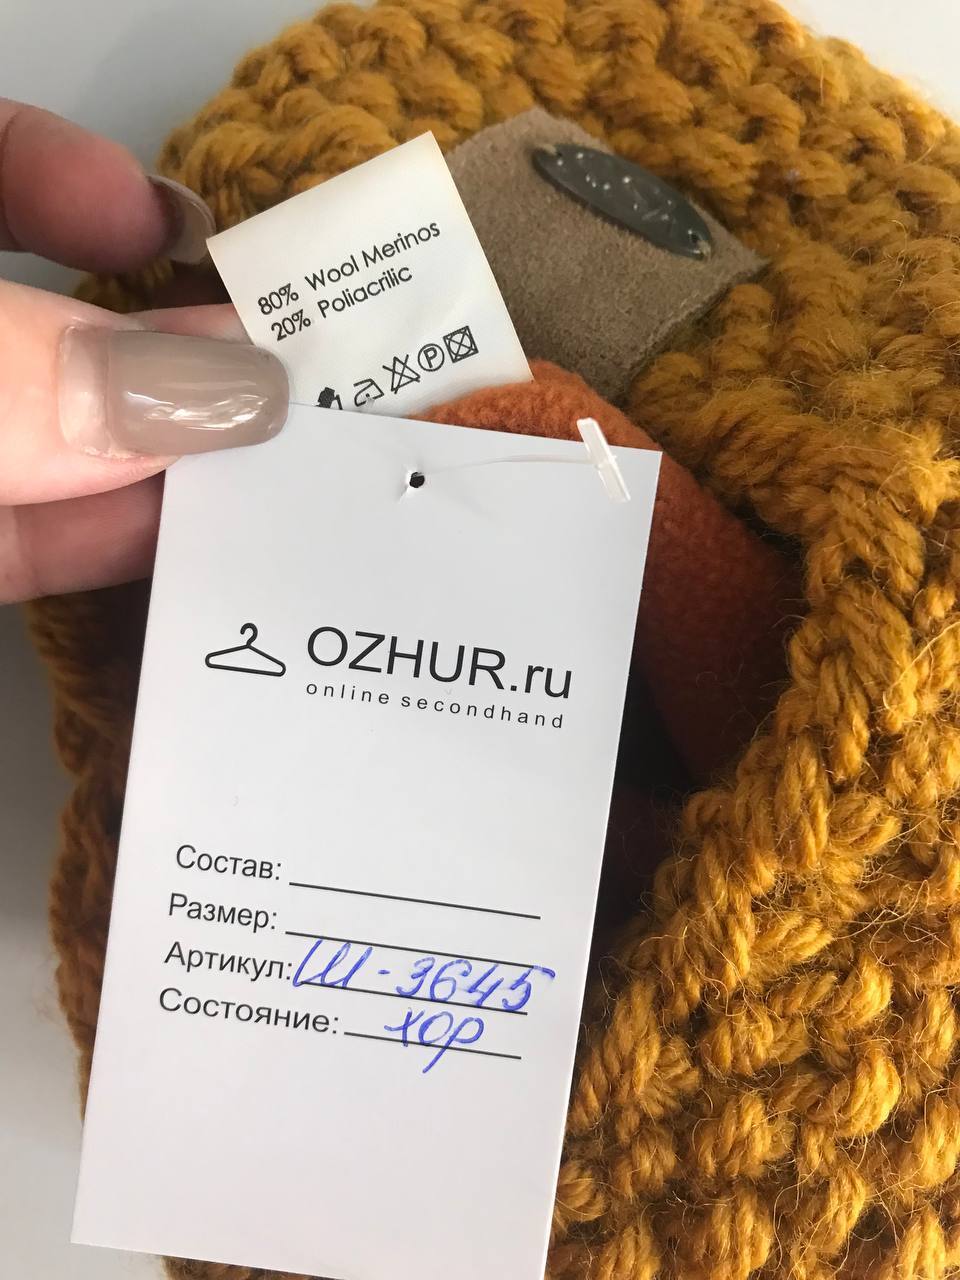 80% Wool Merinos
20% Poliacrilic
OZHUR.ru
online secondhand
Состав:
Размер:
Артикул: Ш-3645
Состояние: хор